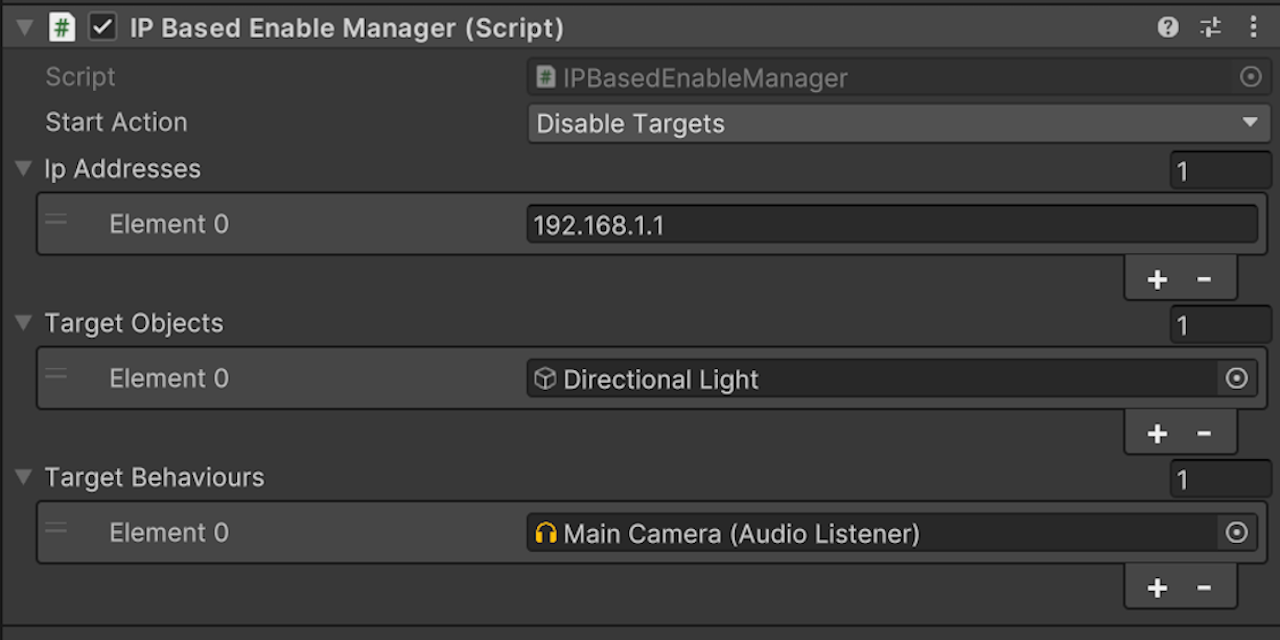 # IP Based Enable Manager (Script) ?
Script # IPBasedEnableManager
Start Action Disable Targets
Ip Addresses 1
Element 0 192.168.1.1
+ -
Target Objects 1
Element 0 Directional Light
+ -
Target Behaviours 1
Element 0 Main Camera (Audio Listener)
+ -